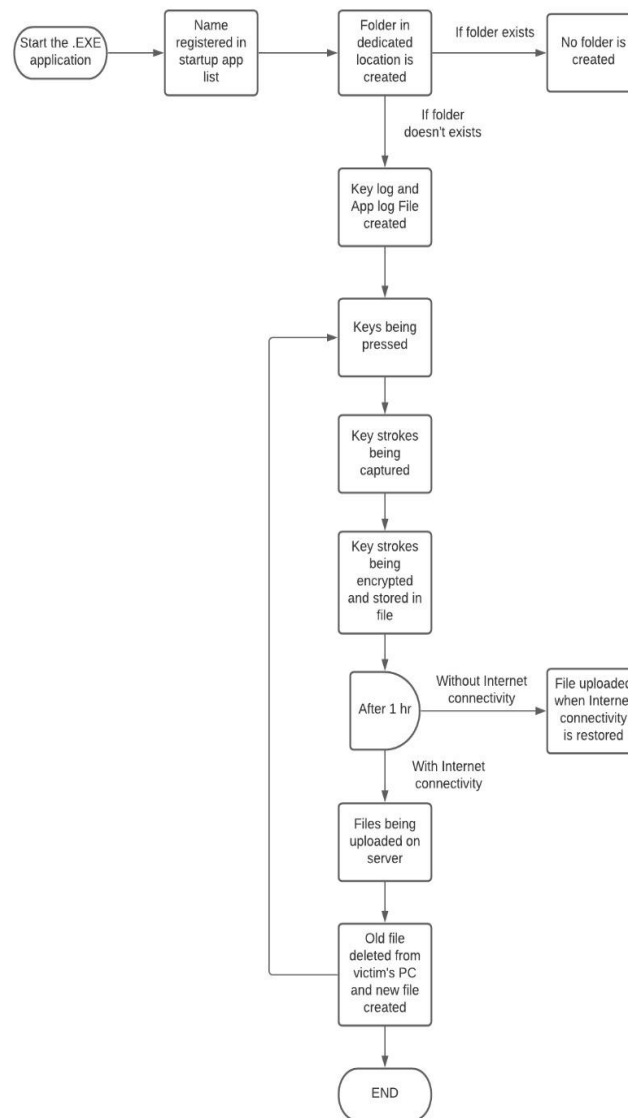 Start the .EXE
application
Name
registered in
startup app
list
Folder in
dedicated
location is
created
If folder exists
No folder is
created
If folder
doesn't exists
Key log and
App log File
created
Keys being
pressed
Key strokes
being
captured
Key strokes
being
encrypted
and stored in
file
After 1 hr
Without Internet
connectivity
File uploaded
when Interne
connectivity
is restored
With Internet
connectivity
Files being
uploaded on
server
Old file
deleted from
victim's PC
and new file
created
END